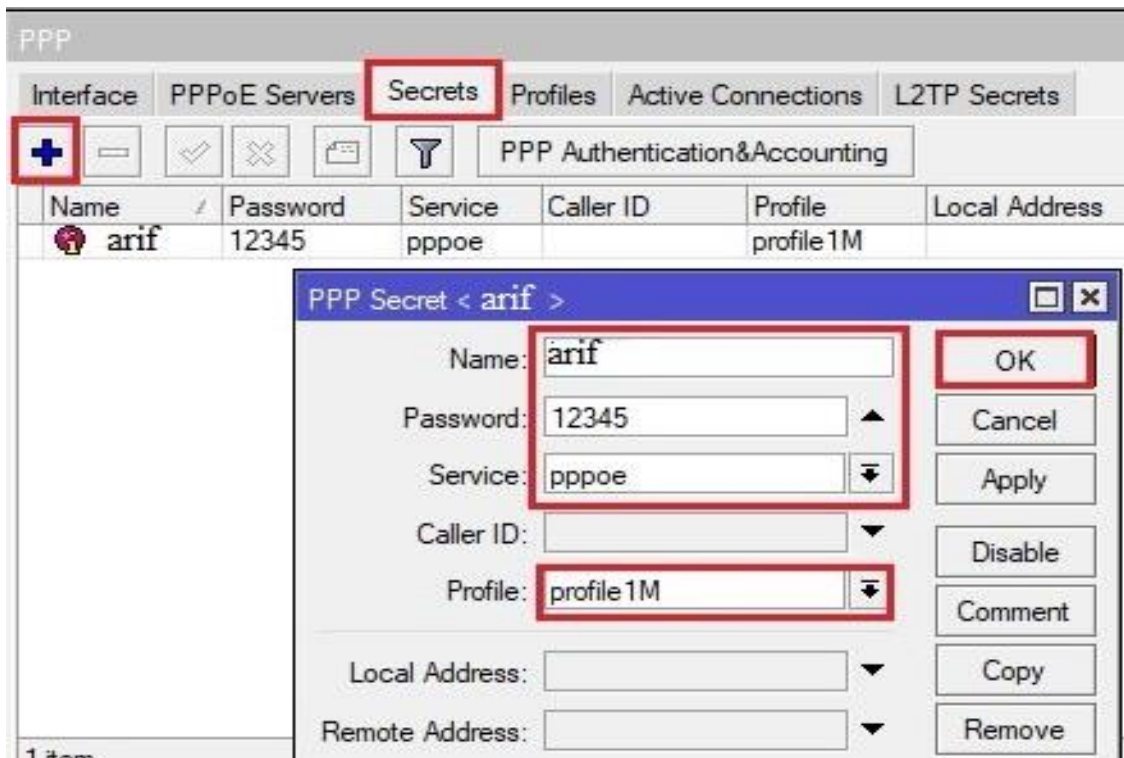 PPP
Interface PPPoE Servers Secrets Profiles Active Connections L2TP Secrets
PPP Authentication&Accounting
Name Password Service Caller ID Profile Local Address
arif 12345 pppoe profile1M
PPP Secret < arif >
Name: arif
OK
Password: 12345
Cancel
Service: pppoe
Apply
Caller ID:
Disable
Profile: profile1M
Comment
Local Address:
Copy
Remote Address:
Remove
1 item